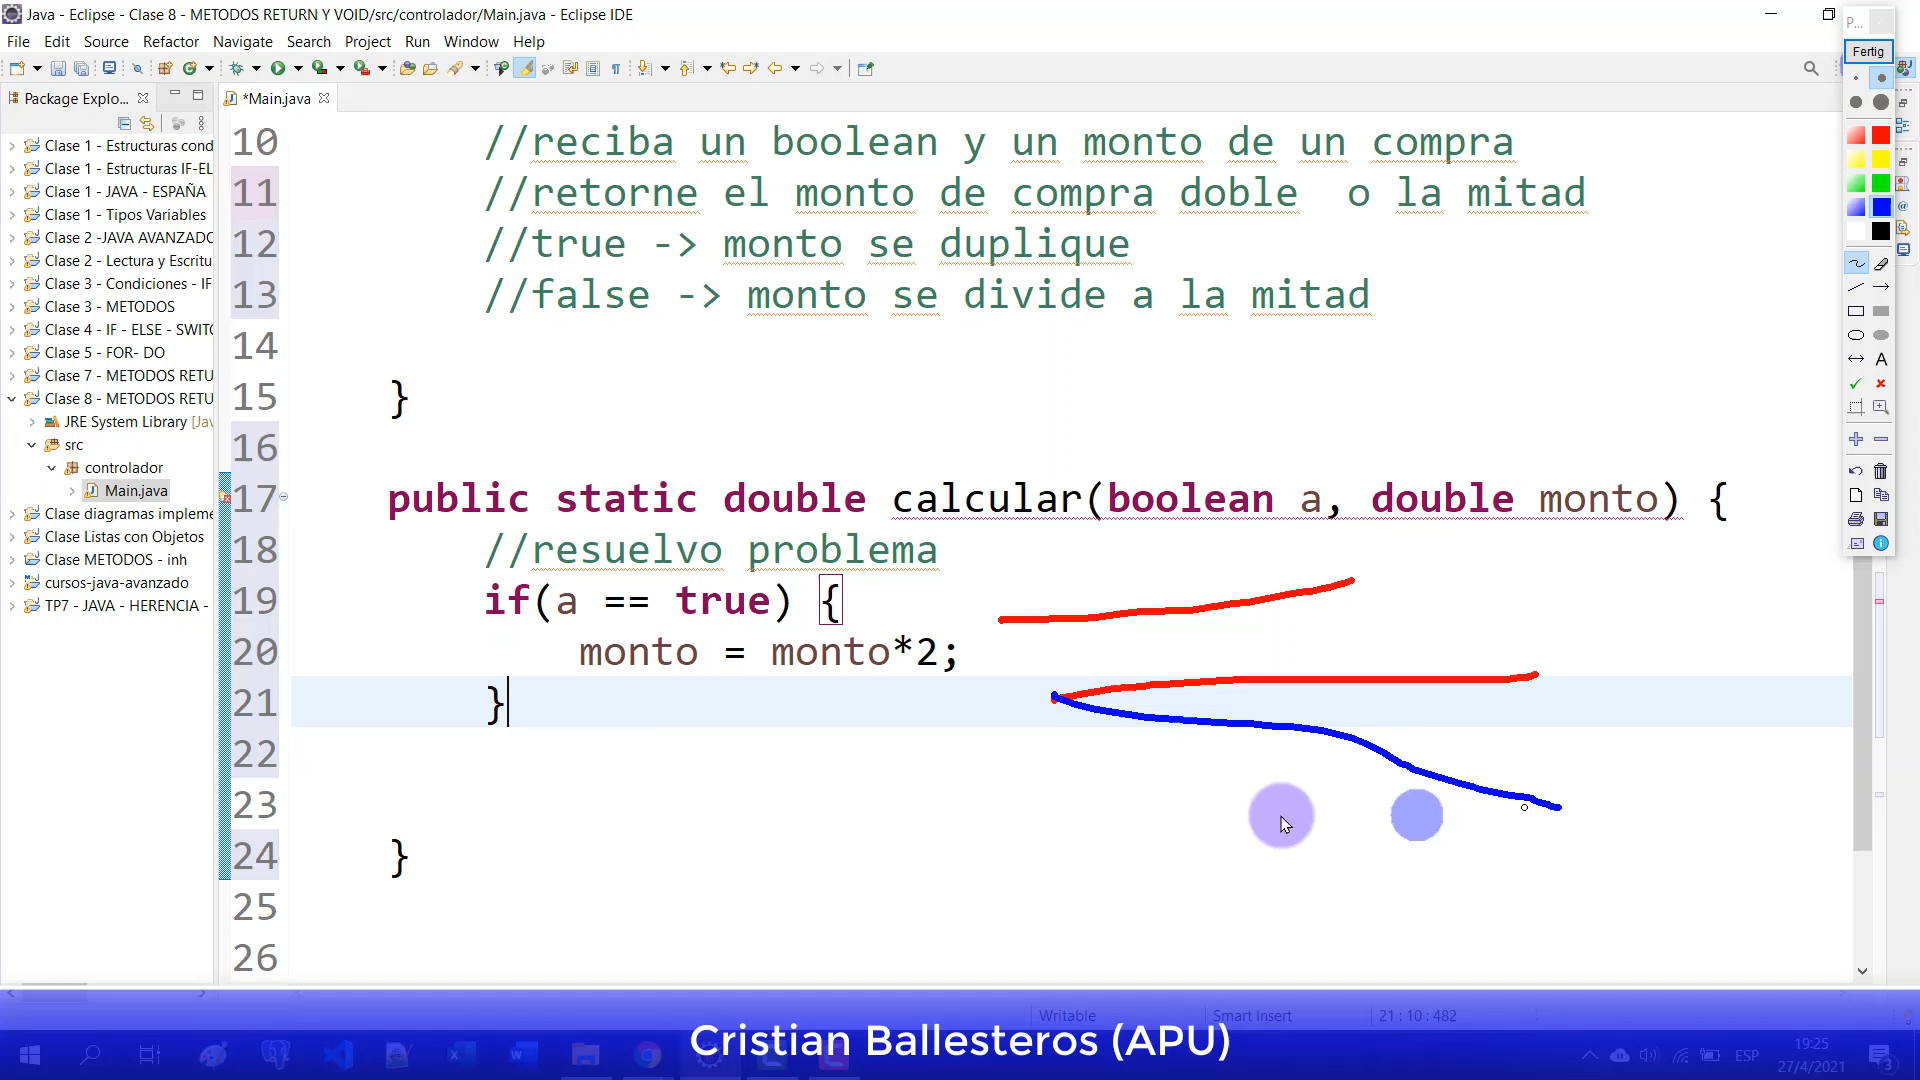 Java - Eclipse - Clase 8 - METODOS RETURN Y VOID/src/controlador/Main.java - Eclipse IDE
File Edit Source Refactor Navigate Search Project Run Window Help
P...
Fertig
Package Explo...
*Main.java
Clase 1 - Estructuras cond
Clase 1 - Estructuras IF-EL
Clase 1 - JAVA - ESPAÑA
Clase 1 - Tipos Variables
Clase 2 -JAVA AVANZADO
Clase 2 - Lectura y Escritu
Clase 3 - Condiciones - IF
Clase 3 - METODOS
Clase 4 - IF - ELSE - SWITC
Clase 5 - FOR- DO
Clase 7 - METODOS RETU
Clase 8 - METODOS RETU
JRE System Library [Jav
src
controlador
Main.java
Clase diagramas impleme
Clase Listas con Objetos
Clase METODOS - inh
cursos-java-avanzado
TP7 - JAVA - HERENCIA -
10 //reciba un boolean y un monto de un compra
11 //retorne el monto de compra doble  o la mitad
12 //true -> monto se duplique
13 //false -> monto se divide a la mitad
14
15 }
16
17 public static double calcular(boolean a, double monto) {
18 //resuelvo problema
19 if(a == true) {
20 monto = monto*2;
21 }
22
23
24 }
25
26
A
Writable Smart Insert 21 : 10 : 482
Cristian Ballesteros (APU)
ESP
19:25
27/4/2021
3